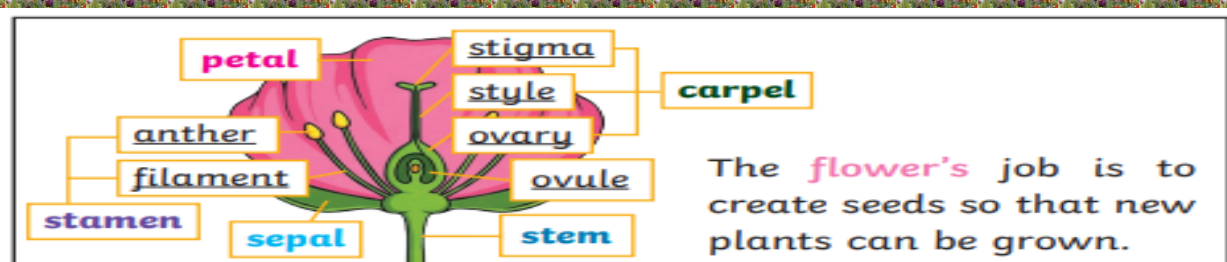 petal
stigma
style
carpel
anther
ovary
filament
ovule
stamen
sepal
stem
The flower's job is to
create seeds so that new
plants can be grown.